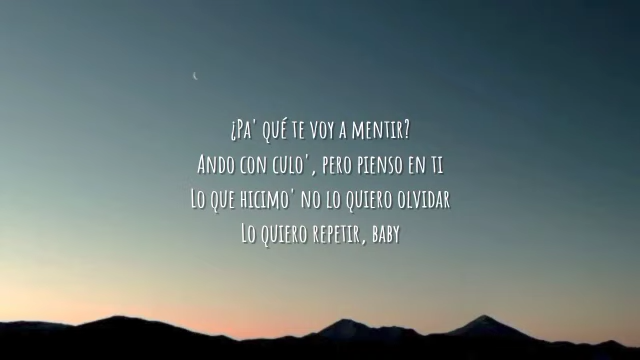 ¿Pa' qué te voy a mentir?
Ando con culo', pero pienso en ti
Lo que hicimo' no lo quiero olvidar
Lo quiero repetir, baby